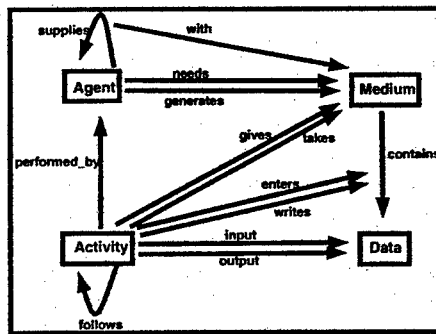 supplies
with
needs
Agent
Medium
generates
gives
takes
contains
performed_by
enters
writes
Activity
input
Data
output
follows